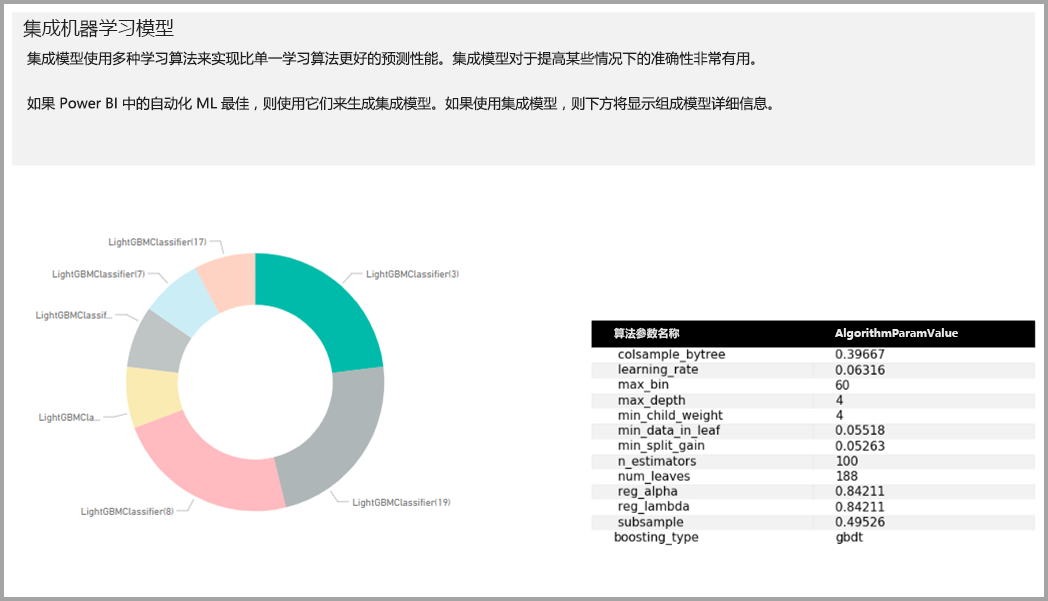 集成机器学习模型
集成模型使用多种学习算法来实现比单一学习算法更好的预测性能。集成模型对于提高某些情况下的准确性非常有用。
如果 Power BI 中的自动化 ML 最佳，则使用它们来生成集成模型。如果使用集成模型，则下方将显示组成模型详细信息。
LightGBMClassifier(17)
LightGBMClassifier(7)
LightGBMClassifier(3)
LightGBMClassif...
LightGBMCla...
LightGBMClassifier(19)
LightGBMClassifier(8)
算法参数名称 AlgorithmParamValue
colsample_bytree 0.39667
learning_rate 0.06316
max_bin 60
max_depth 4
min_child_weight 4
min_data_in_leaf 0.05518
min_split_gain 0.05263
n_estimators 100
num_leaves 188
reg_alpha 0.84211
reg_lambda 0.84211
subsample 0.49526
boosting_type gbdt